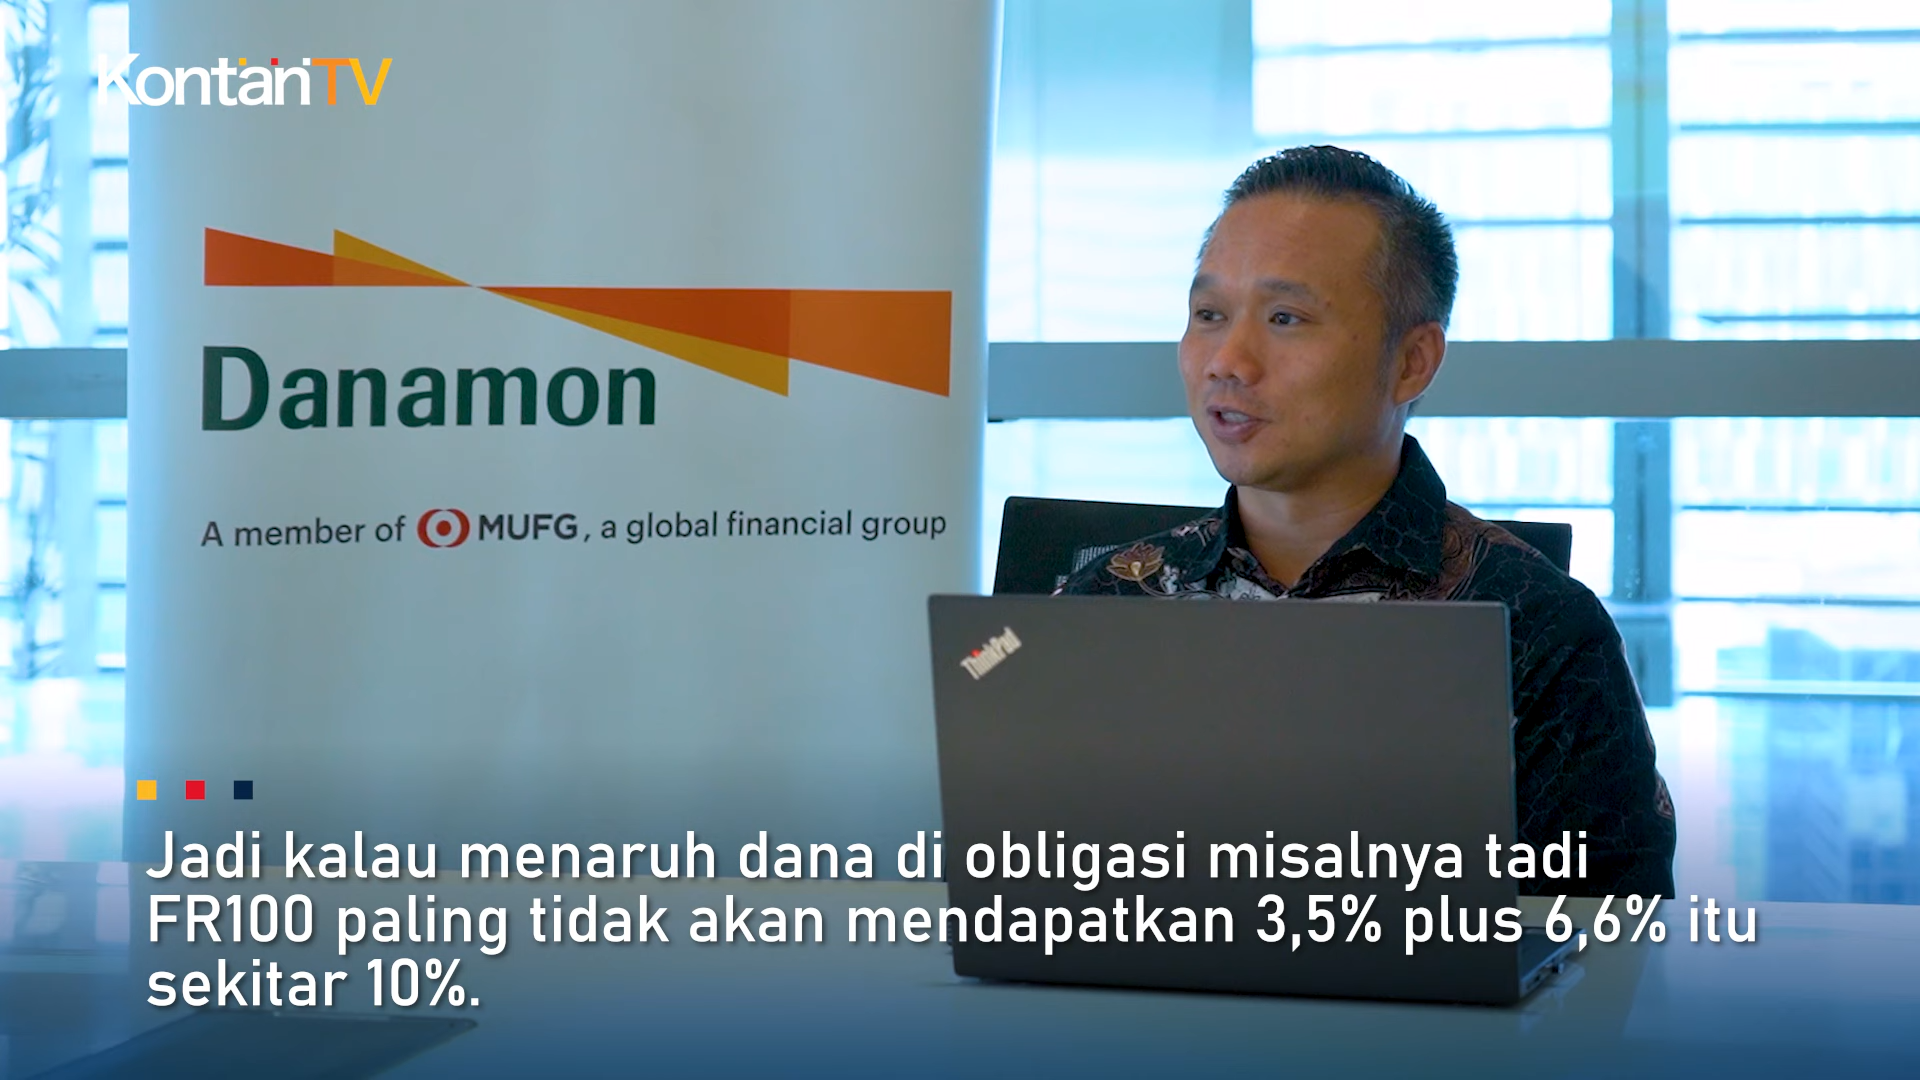 KontanTV
Danamon
A member of MUFG, a global financial group
ThinkPad
Jadi kalau menaruh dana di obligasi misalnya tadi
FR100 paling tidak akan mendapatkan 3,5% plus 6,6% itu
sekitar 10%.